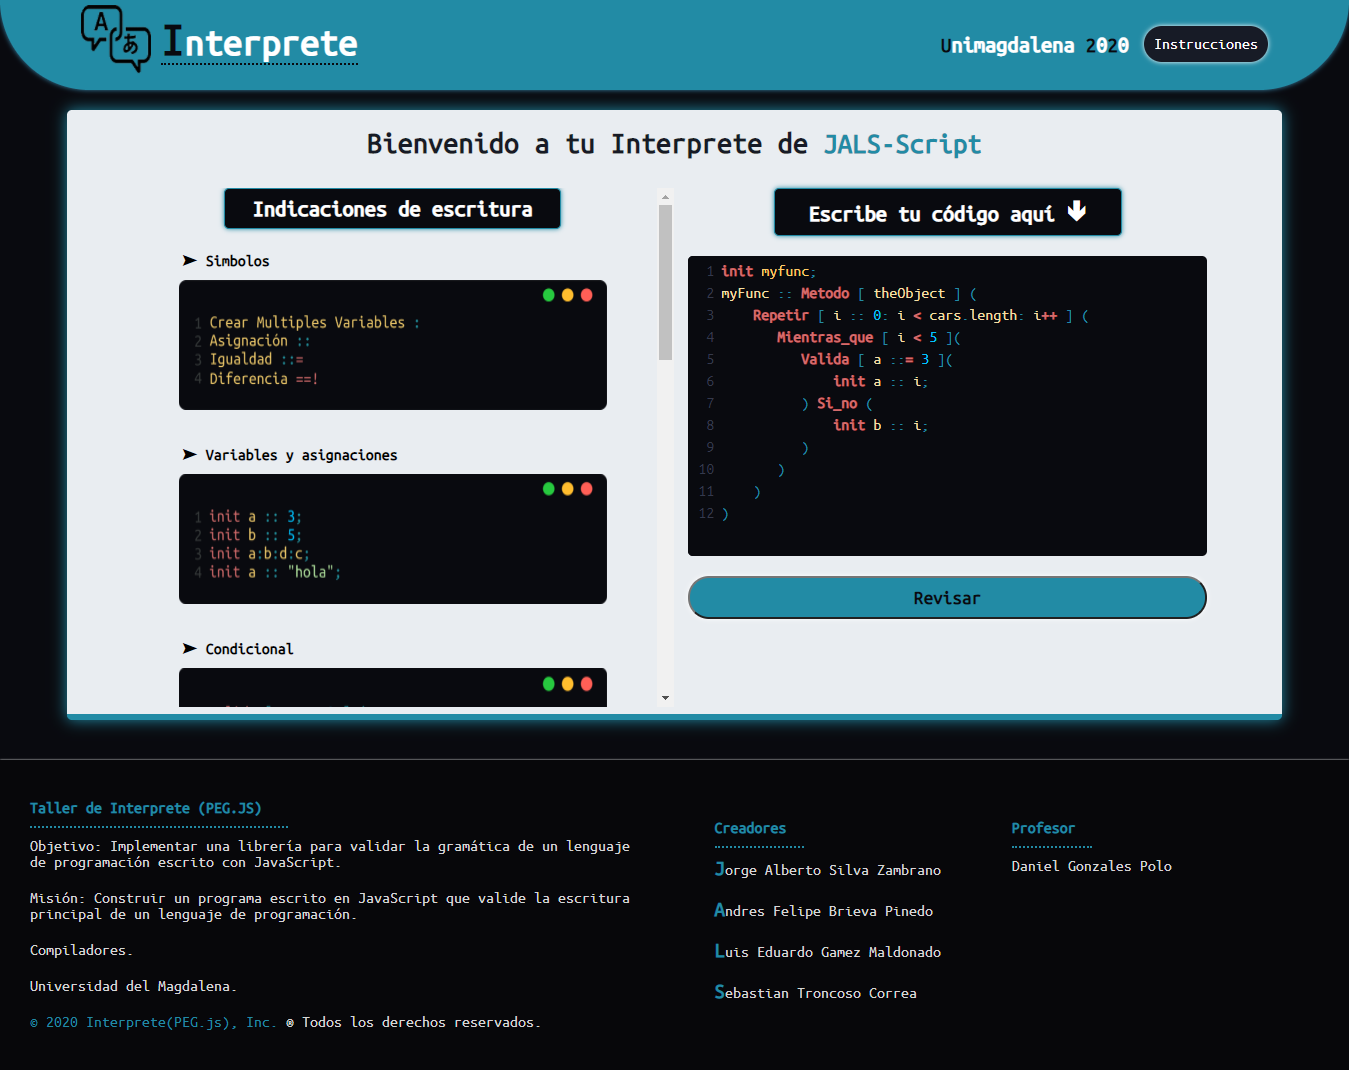 A あ
Interprete
Unimagdalena 2020
Instrucciones
Bienvenido a tu Interprete de JALS-Script
Indicaciones de escritura
➤ Simbolos
1 Crear Multiples Variables :
2 Asignación ::
3 Igualdad ::=
4 Diferencia ==!
➤ Variables y asignaciones
1 init a :: 3;
2 init b :: 5;
3 init a:b:d:c;
4 init a :: "hola";
➤ Condicional
Escribe tu código aquí
1 init myfunc;
2 myFunc :: Metodo [ theObject ] (
3 Repetir [ i :: 0: i < cars.length: i++ ] (
4 Mientras_que [ i < 5 ](
5 Valida [ a ::= 3 ](
6 init a :: i;
7 ) Si_no (
8 init b :: i;
9 )
10 )
11 )
12 )
Revisar
Taller de Interprete (PEG.JS)
Objetivo: Implementar una librería para validar la gramática de un lenguaje
de programación escrito con JavaScript.
Misión: Construir un programa escrito en JavaScript que valide la escritura
principal de un lenguaje de programación.
Compiladores.
Universidad del Magdalena.
© 2020 Interprete(PEG.js), Inc. ® Todos los derechos reservados.
Creadores
Jorge Alberto Silva Zambrano
Andres Felipe Brieva Pinedo
Luis Eduardo Gamez Maldonado
Sebastian Troncoso Correa
Profesor
Daniel Gonzales Polo